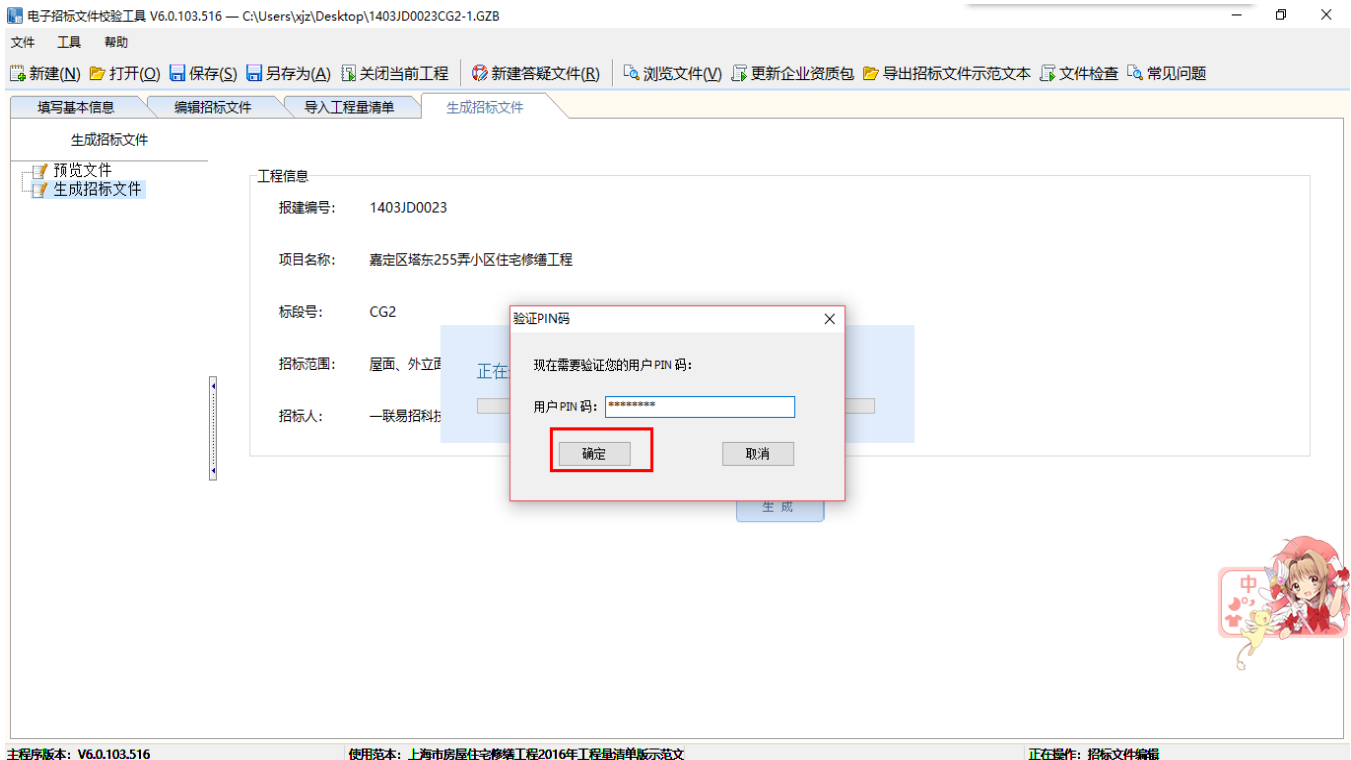 电子招标文件校验工具 V6.0.103.516 — C:\Users\xjz\Desktop\1403JD0023CG2-1.GZB
文件 工具 帮助
新建(N) 打开(O) 保存(S) 另存为(A) 关闭当前工程 新建答疑文件(R) 浏览文件(V) 更新企业资质包 导出招标文件示范文本 文件检查 常见问题
填写基本信息 编辑招标文件 导入工程量清单 生成招标文件
生成招标文件
预览文件
生成招标文件
工程信息
报建编号： 1403JD0023
项目名称： 嘉定区塔东255弄小区住宅修缮工程
标段号： CG2
招标范围： 屋面、外立面
招标人： 一联易招科技
正在
验证PIN码
现在需要验证您的用户 PIN 码：
用户 PIN 码： ********
确定 取消
生 成
中
主程序版本： V6.0.103.516 使用范本： 上海市房屋住宅修缮工程2016年工程量清单版示范文 正在操作： 招标文件编辑